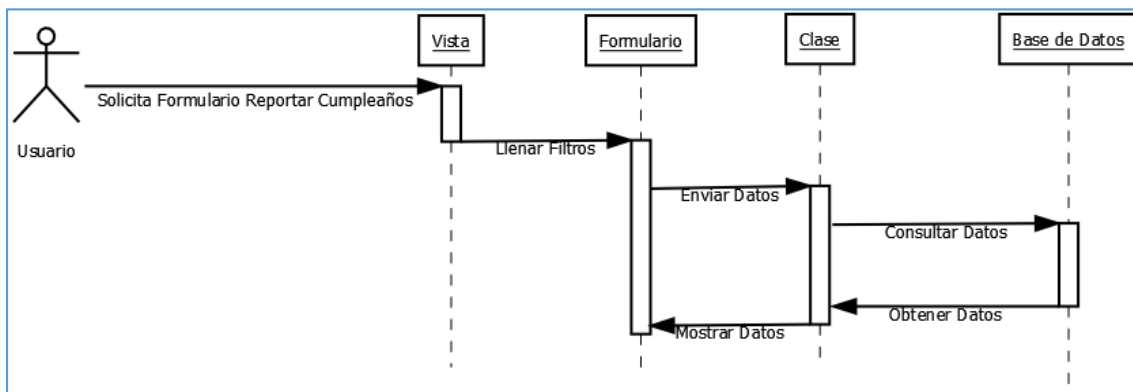 Vista
Formulario
Clase
Base de Datos
Solicita Formulario Reportar Cumpleaños
Usuario
Llenar Filtros
Enviar Datos
Consultar Datos
Obtener Datos
Mostrar Datos